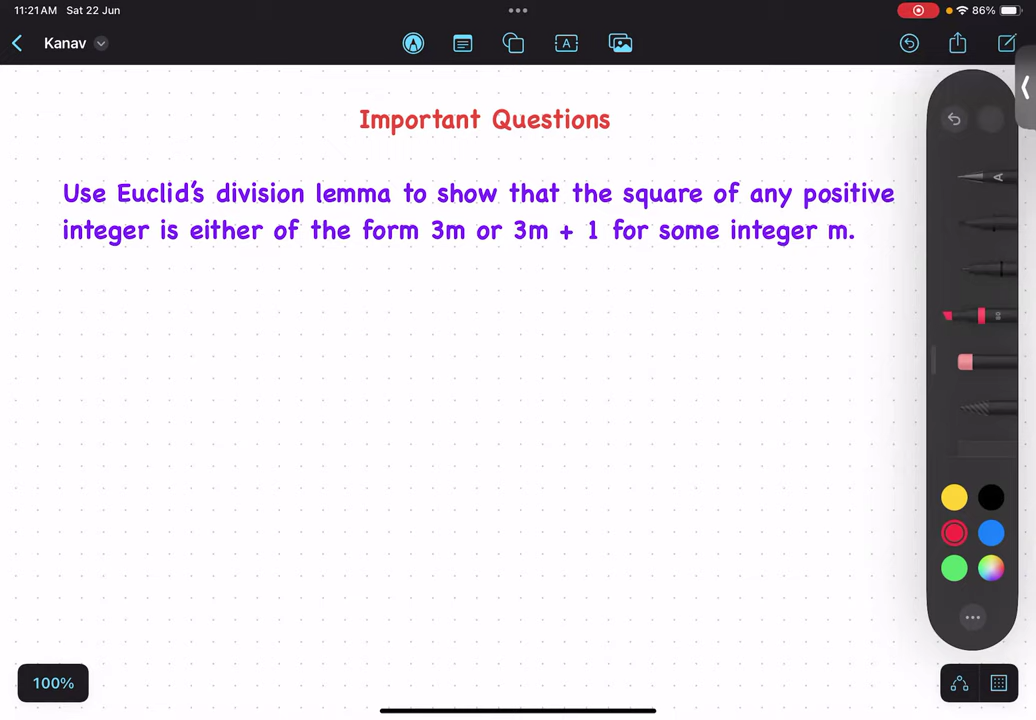 11:21 AM Sat 22 Jun
86%
Kanav
A
Important Questions
Use Euclid's division lemma to show that the square of any positive
integer is either of the form 3m or 3m + 1 for some integer m.
A
80
100%